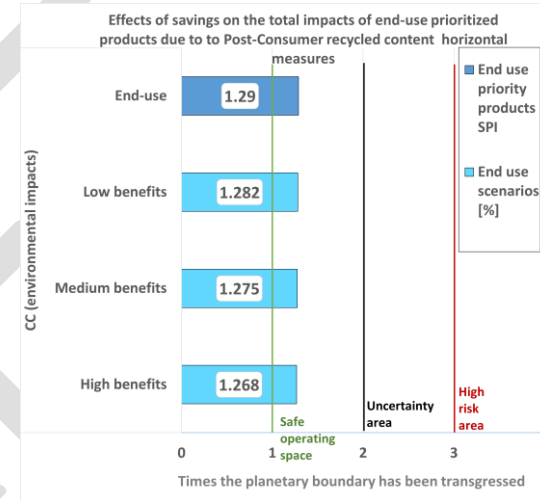 Effects of savings on the total impacts of end-use prioritized
products due to to Post-Consumer recycled content horizontal
measures
End use
priority
products
SPI
End use
scenarios
[%]
CC (environmental impacts)
End-use
1.29
Low benefits
1.282
Medium benefits
1.275
High benefits
1.268
Safe
operating
space
Uncertainty
area
High
risk
area
0 1 2 3
Times the planetary boundary has been transgressed